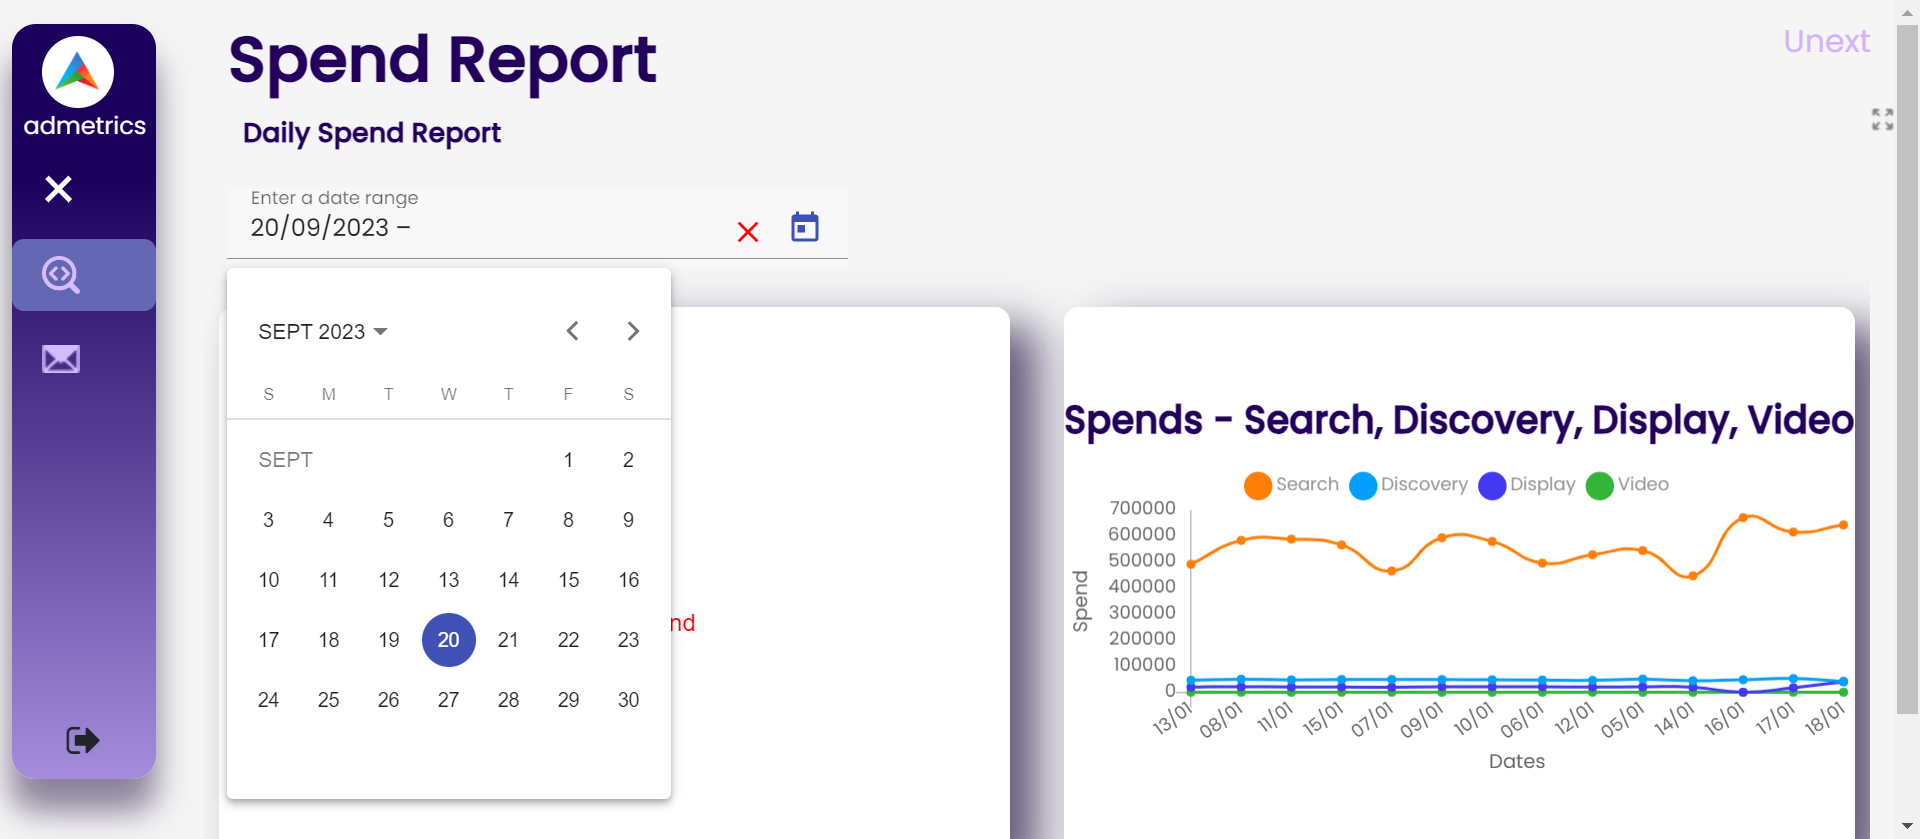 admetrics
Spend Report
Unext
Daily Spend Report
Enter a date range
20/09/2023 –
SEPT 2023
S M T W T F S
SEPT 1 2
3 4 5 6 7 8 9
10 11 12 13 14 15 16
17 18 19 20 21 22 23
24 25 26 27 28 29 30
nd
Spends - Search, Discovery, Display, Video
Search Discovery Display Video
700000
600000
500000
400000
300000
200000
100000
0
Spend
13/01 08/01 11/01 15/01 07/01 09/01 10/01 06/01 12/01 05/01 14/01 16/01 17/01 18/01
Dates